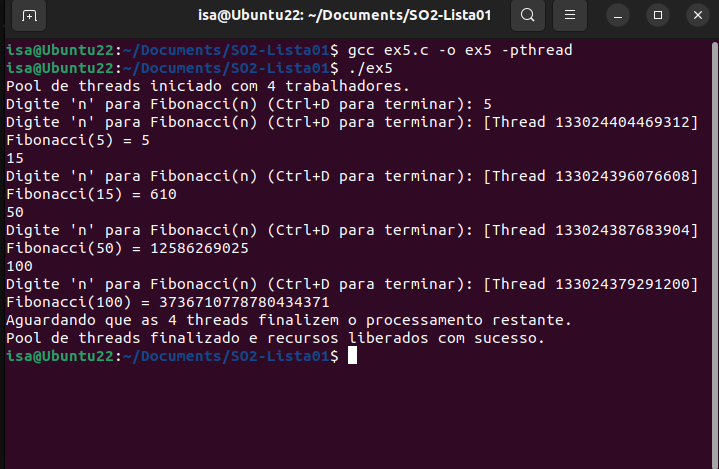 isa@Ubuntu22: ~/Documents/SO2-Lista01
isa@Ubuntu22:~/Documents/SO2-Lista01$ gcc ex5.c -o ex5 -pthread
isa@Ubuntu22:~/Documents/SO2-Lista01$ ./ex5
Pool de threads iniciado com 4 trabalhadores.
Digite 'n' para Fibonacci(n) (Ctrl+D para terminar): 5
Digite 'n' para Fibonacci(n) (Ctrl+D para terminar): [Thread 133024404469312]
Fibonacci(5) = 5
15
Digite 'n' para Fibonacci(n) (Ctrl+D para terminar): [Thread 133024396076608]
Fibonacci(15) = 610
50
Digite 'n' para Fibonacci(n) (Ctrl+D para terminar): [Thread 133024387683904]
Fibonacci(50) = 12586269025
100
Digite 'n' para Fibonacci(n) (Ctrl+D para terminar): [Thread 133024379291200]
Fibonacci(100) = 3736710778780434371
Aguardando que as 4 threads finalizem o processamento restante.
Pool de threads finalizado e recursos liberados com sucesso.
isa@Ubuntu22:~/Documents/SO2-Lista01$